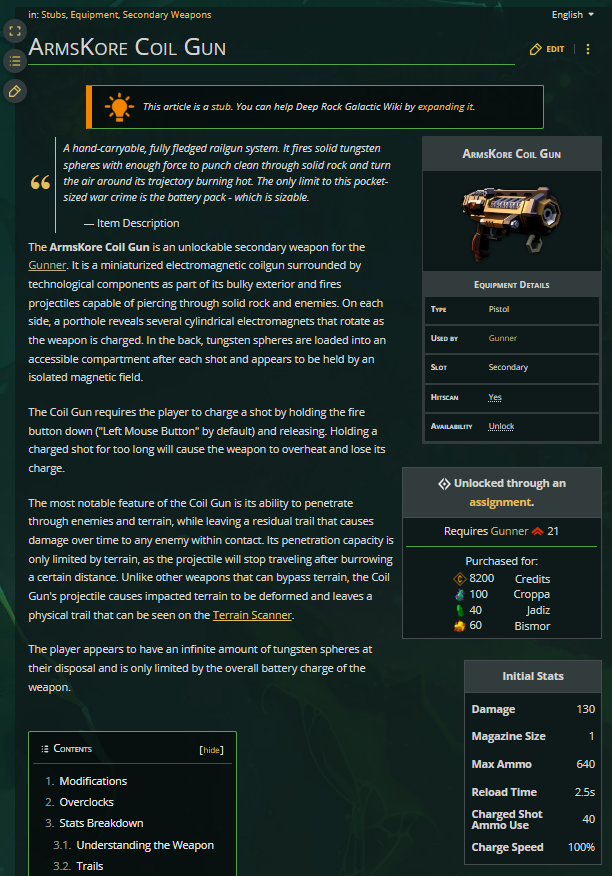 in: Stubs, Equipment, Secondary Weapons
English
ArmsKore Coil Gun
EDIT
This article is a stub. You can help Deep Rock Galactic Wiki by expanding it.
A hand-carryable, fully fledged railgun system. It fires solid tungsten
spheres with enough force to punch clean through solid rock and turn
the air around its trajectory burning hot. The only limit to this pocket-
sized war crime is the battery pack - which is sizable.
— Item Description
The ArmsKore Coil Gun is an unlockable secondary weapon for the
Gunner. It is a miniaturized electromagnetic coilgun surrounded by
technological components as part of its bulky exterior and fires
projectiles capable of piercing through solid rock and enemies. On each
side, a porthole reveals several cylindrical electromagnets that rotate as
the weapon is charged. In the back, tungsten spheres are loaded into an
accessible compartment after each shot and appears to be held by an
isolated magnetic field.
The Coil Gun requires the player to charge a shot by holding the fire
button down ("Left Mouse Button" by default) and releasing. Holding a
charged shot for too long will cause the weapon to overheat and lose its
charge.
The most notable feature of the Coil Gun is its ability to penetrate
through enemies and terrain, while leaving a residual trail that causes
damage over time to any enemy within contact. Its penetration capacity is
only limited by terrain, as the projectile will stop traveling after burrowing
a certain distance. Unlike other weapons that can bypass terrain, the Coil
Gun's projectile causes impacted terrain to be deformed and leaves a
physical trail that can be seen on the Terrain Scanner.
The player appears to have an infinite amount of tungsten spheres at
their disposal and is only limited by the overall battery charge of the
weapon.
Contents [hide]
1. Modifications
2. Overclocks
3. Stats Breakdown
3.1. Understanding the Weapon
3.2. Trails
ArmsKore Coil Gun
Equipment Details
Type Pistol
Used by Gunner
Slot Secondary
Hitscan Yes
Availability Unlock
Unlocked through an
assignment.
Requires Gunner 21
Purchased for:
8200 Credits
100 Croppa
40 Jadiz
60 Bismor
Initial Stats
Damage 130
Magazine Size 1
Max Ammo 640
Reload Time 2.5s
Charged Shot
Ammo Use 40
Charge Speed 100%